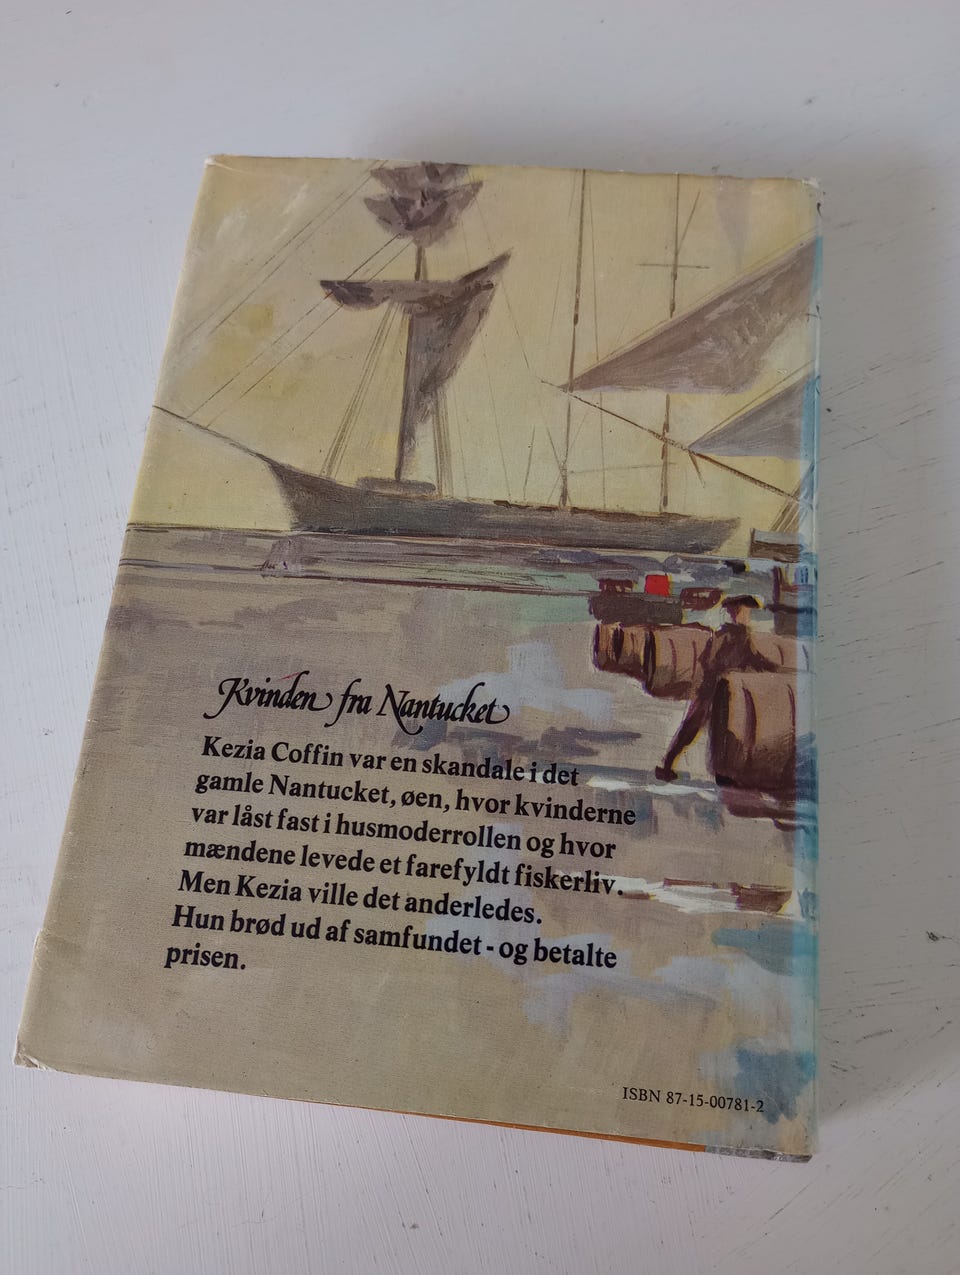 Kvinden fra Nantucket
Kezia Coffin var en skandale i det
gamle Nantucket, øen, hvor kvinderne
var låst fast i husmoderrollen og hvor
mændene levede et farefyldt fiskerliv.
Men Kezia ville det anderledes.
Hun brød ud af samfundet - og betalte
prisen.
ISBN 87-15-00781-2